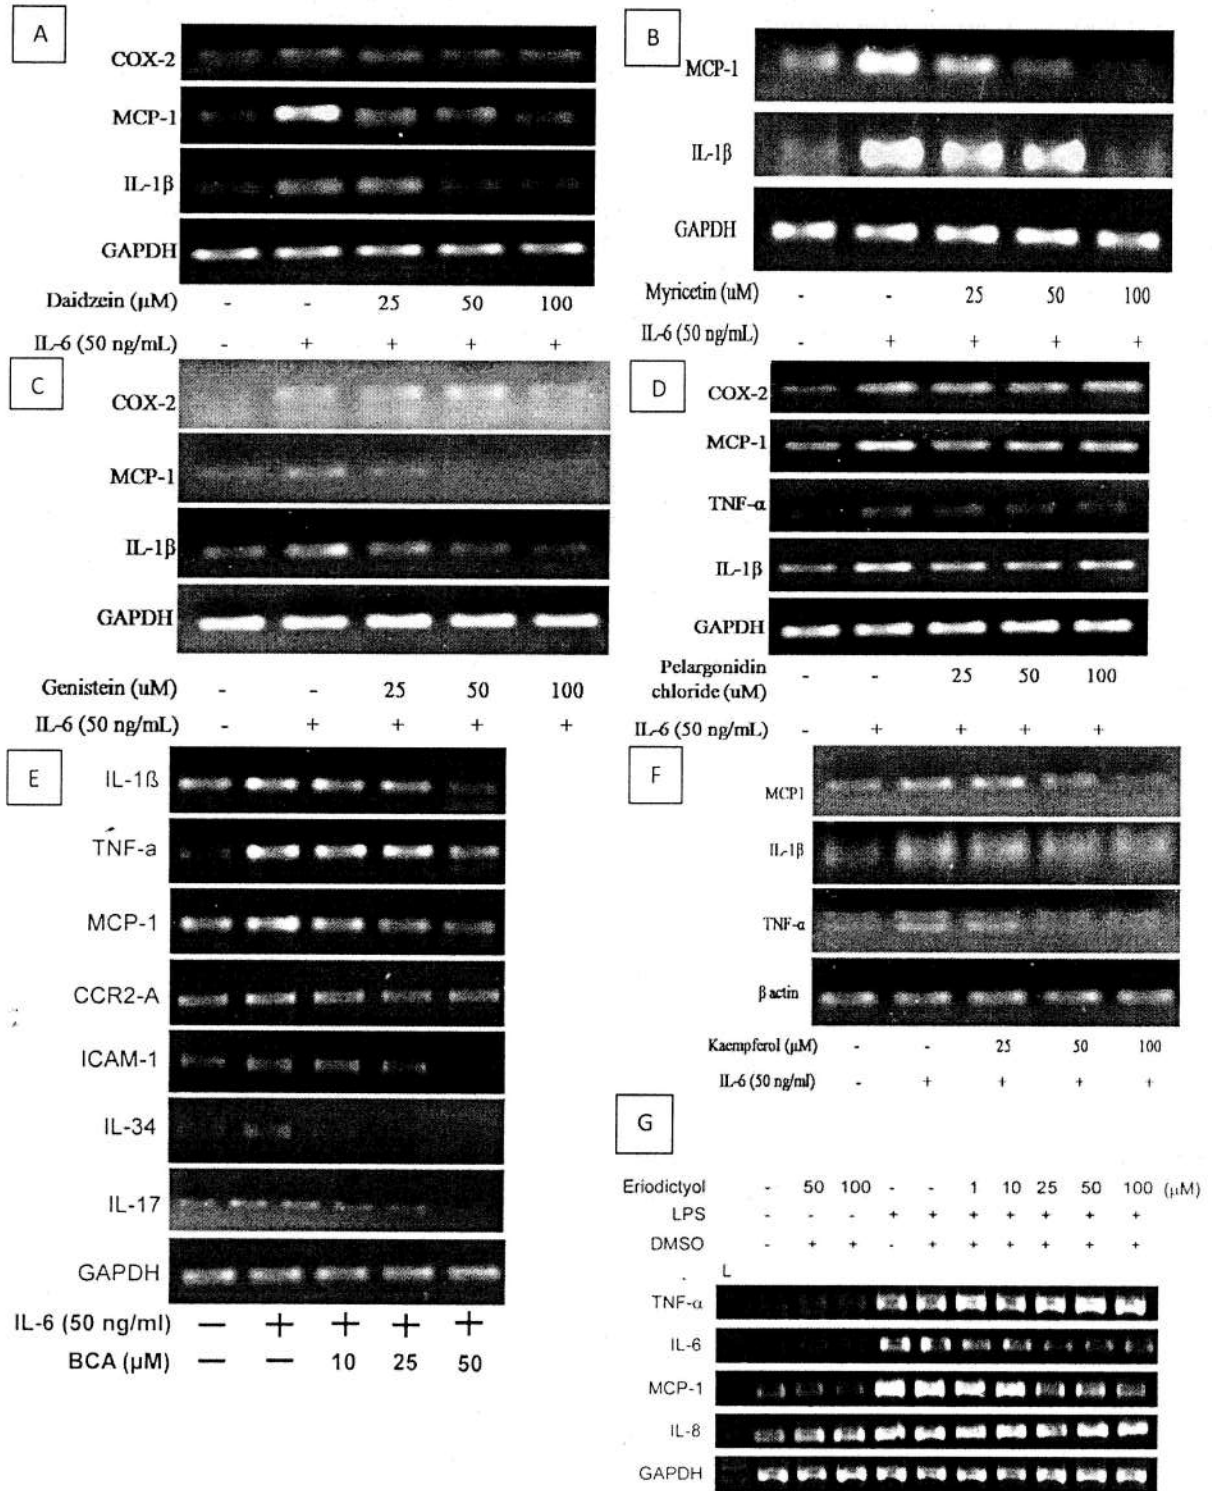 A
COX-2
MCP-1
IL-1β
GAPDH
Daidzein (µM) - - 25 50 100
IL-6 (50 ng/mL) - + + + +
B
MCP-1
IL-1β
GAPDH
Myricetin (uM) - - 25 50 100
IL-6 (50 ng/mL) - + + + +
C
COX-2
MCP-1
IL-1β
GAPDH
Genistein (uM) - - 25 50 100
IL-6 (50 ng/mL) - + + + +
D
COX-2
MCP-1
TNF-α
IL-1β
GAPDH
Pelargonidin
chloride (uM) - - 25 50 100
IL-6 (50 ng/mL) - + + + +
E
IL-1ß
TNF-a
MCP-1
CCR2-A
ICAM-1
IL-34
IL-17
GAPDH
IL-6 (50 ng/ml) — + + + +
BCA (µM) — — 10 25 50
F
MCP1
IL-1β
TNF-α
β actin
Kaempferol (µM) - - 25 50 100
IL-6 (50 ng/ml) - + + + +
G
Eriodictyol - 50 100 - - 1 10 25 50 100 (µM)
LPS - - - + + + + + + +
DMSO - + + - + + + + + +
L
TNF-α
IL-6
MCP-1
IL-8
GAPDH